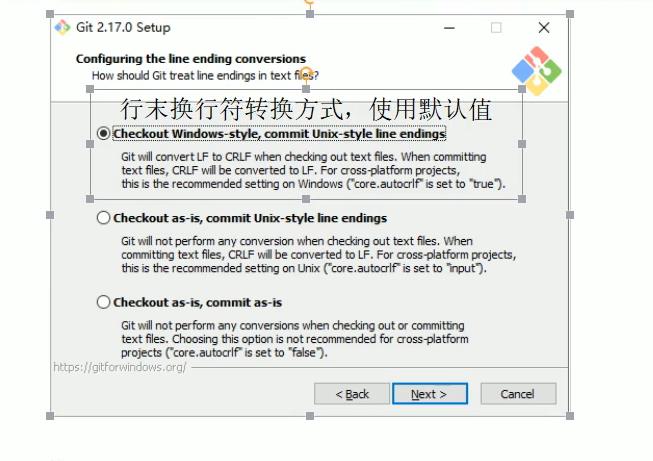 Git 2.17.0 Setup
Configuring the line ending conversions
How should Git treat line endings in text files?
行末换行符转换方式，使用默认值
Checkout Windows-style, commit Unix-style line endings
Git will convert LF to CRLF when checking out text files. When committing
text files, CRLF will be converted to LF. For cross-platform projects,
this is the recommended setting on Windows ("core.autocrlf" is set to "true").
Checkout as-is, commit Unix-style line endings
Git will not perform any conversion when checking out text files. When
committing text files, CRLF will be converted to LF. For cross-platform projects,
this is the recommended setting on Unix ("core.autocrlf" is set to "input").
Checkout as-is, commit as-is
Git will not perform any conversions when checking out or committing
text files. Choosing this option is not recommended for cross-platform
projects ("core.autocrlf" is set to "false").
https://gitforwindows.org/
< Back
Next >
Cancel